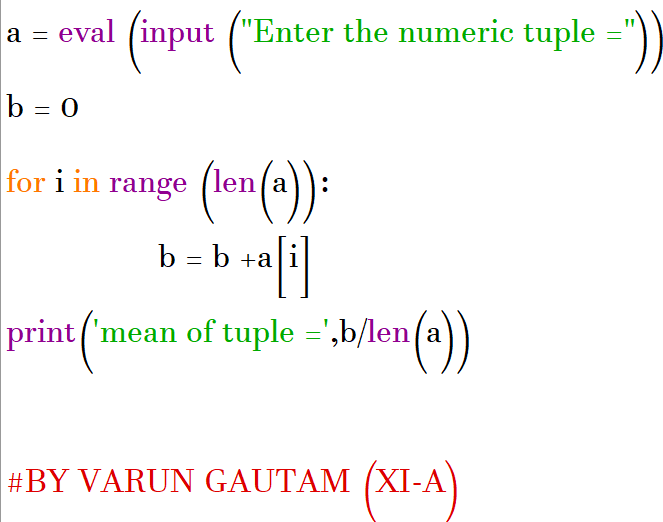 a = eval (input ("Enter the numeric tuple ="))
b = 0
for i in range (len(a)):
b = b +a[i]
print('mean of tuple =',b/len(a))
#BY VARUN GAUTAM (XI-A)